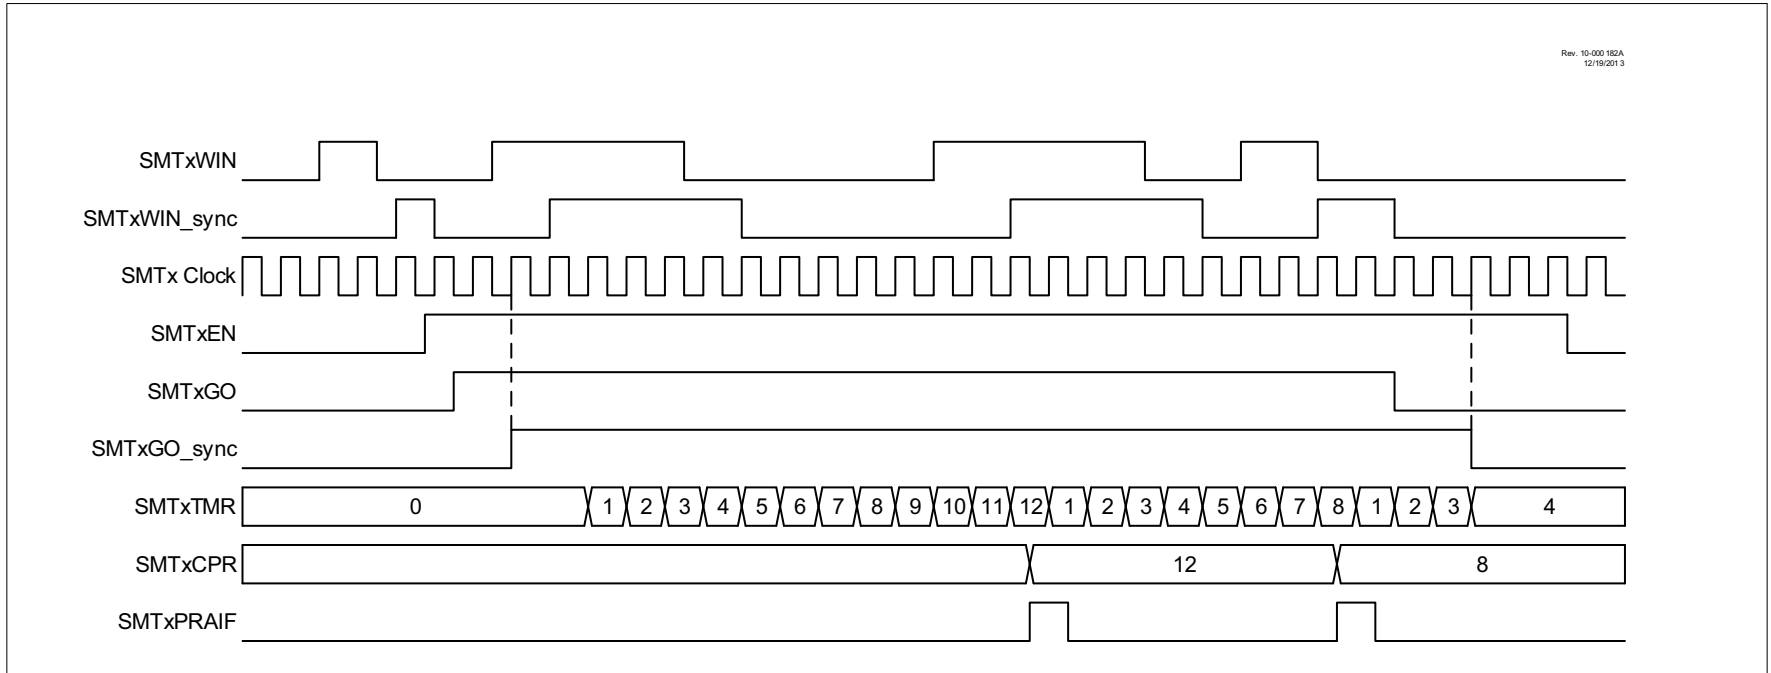 Rev. 10-000 182A
12/19/201 3
SMTxWIN
SMTxWIN_sync
SMTx Clock
SMTxEN
SMTxGO
SMTxGO_sync
SMTxTMR 0 1 2 3 4 5 6 7 8 9 10 11 12 1 2 3 4 5 6 7 8 1 2 3 4
SMTxCPR 12 8
SMTxPRAIF